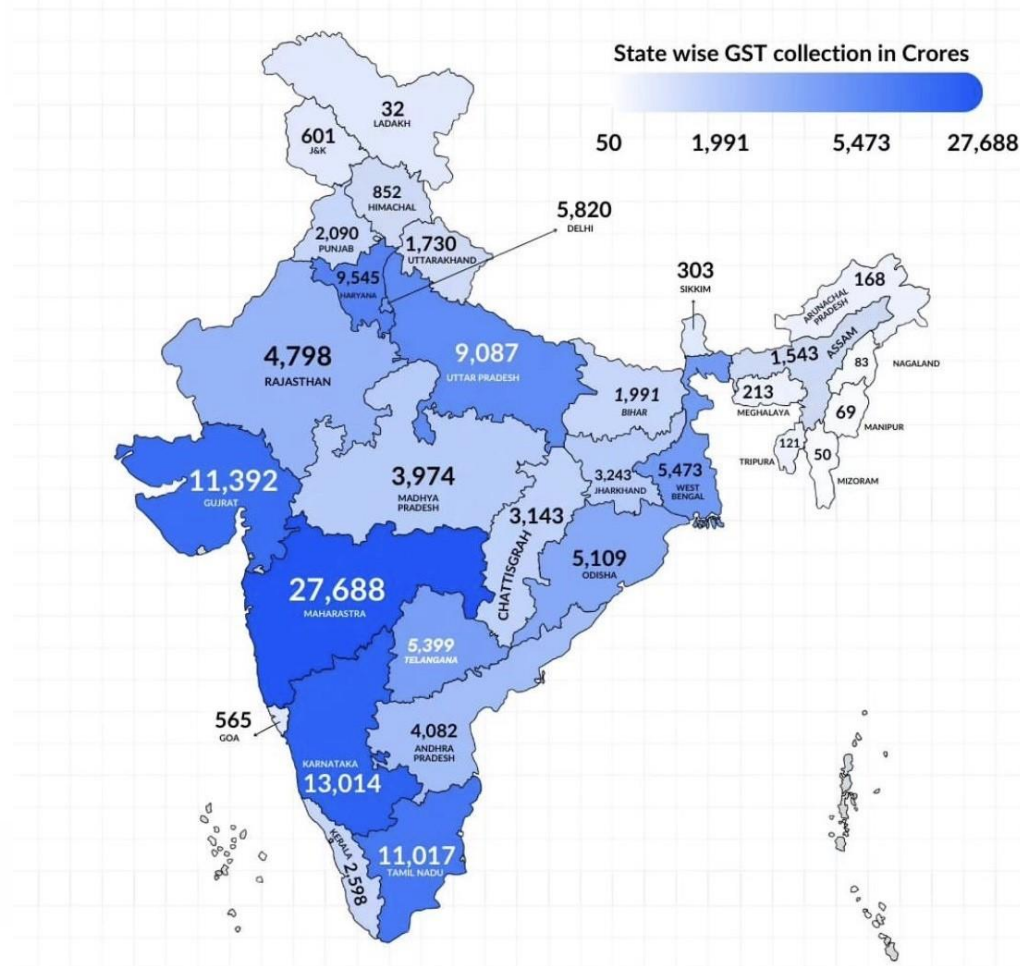 State wise GST collection in Crores
50 1,991 5,473 27,688
32
LADAKH
601
J&K
852
HIMACHAL
5,820
DELHI
2,090
PUNJAB
1,730
UTTARAKHAND
9,545
HARYANA
303
SIKKIM
168
ARUNACHAL
PRADESH
4,798
RAJASTHAN
9,087
UTTAR PRADESH
1,543
ASSAM
83
NAGALAND
1,991
BIHAR
213
MEGHALAYA
69
MANIPUR
121
TRIPURA
50
MIZORAM
11,392
GUJRAT
3,974
MADHYA
PRADESH
3,243
JHARKHAND
5,473
WEST
BENGAL
3,143
CHATTISGRAH
5,109
ODISHA
27,688
MAHARASTRA
5,399
TELANGANA
565
GOA
4,082
ANDHRA
PRADESH
KARNATAKA
13,014
KERALA
2,598
11,017
TAMIL NADU